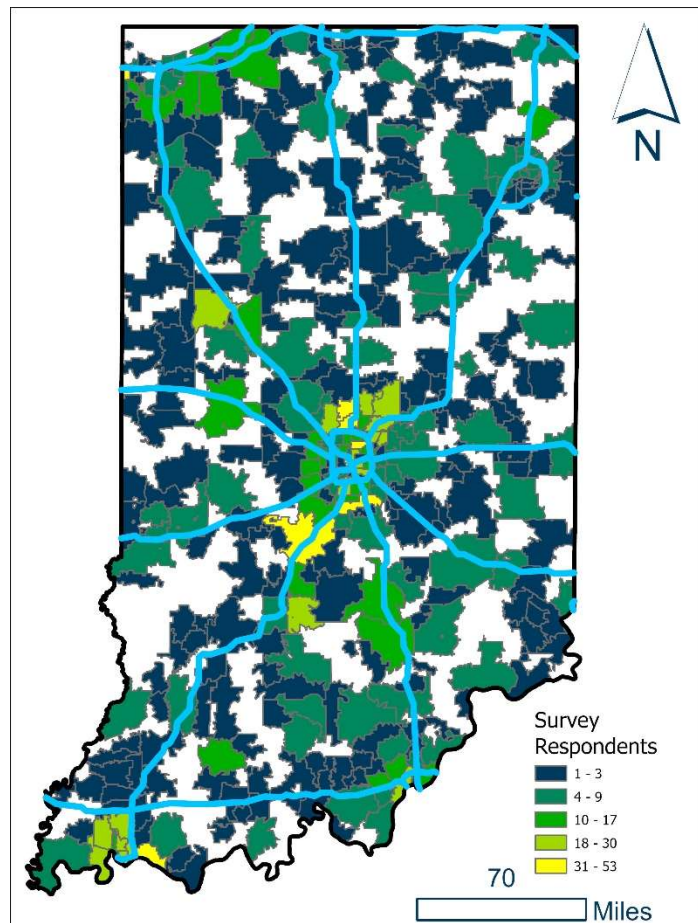 N
Survey
Respondents
1 - 3
4 - 9
10 - 17
18 - 30
31 - 53
70
Miles